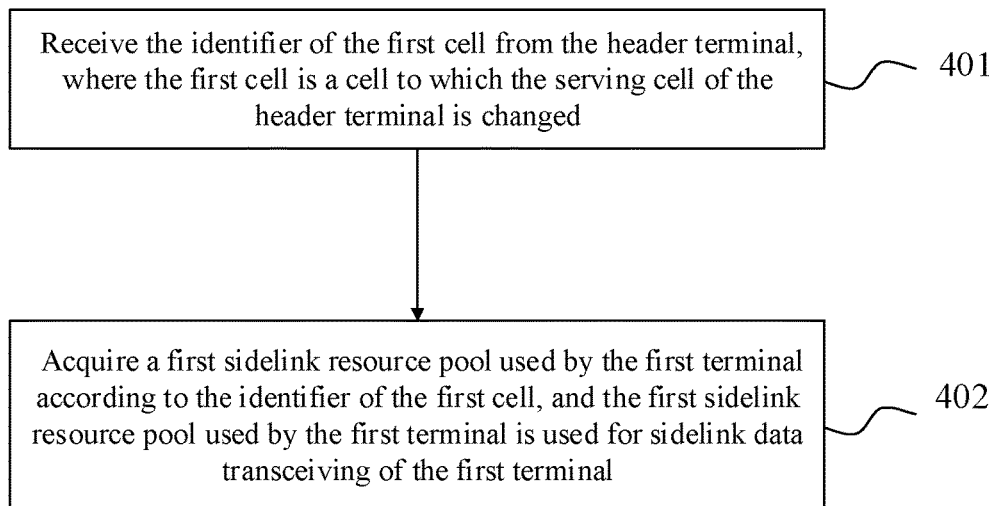 Receive the identifier of the first cell from the header terminal,
where the first cell is a cell to which the serving cell of the
header terminal is changed
401
Acquire a first sidelink resource pool used by the first terminal
according to the identifier of the first cell, and the first sidelink
resource pool used by the first terminal is used for sidelink data
transceiving of the first terminal
402